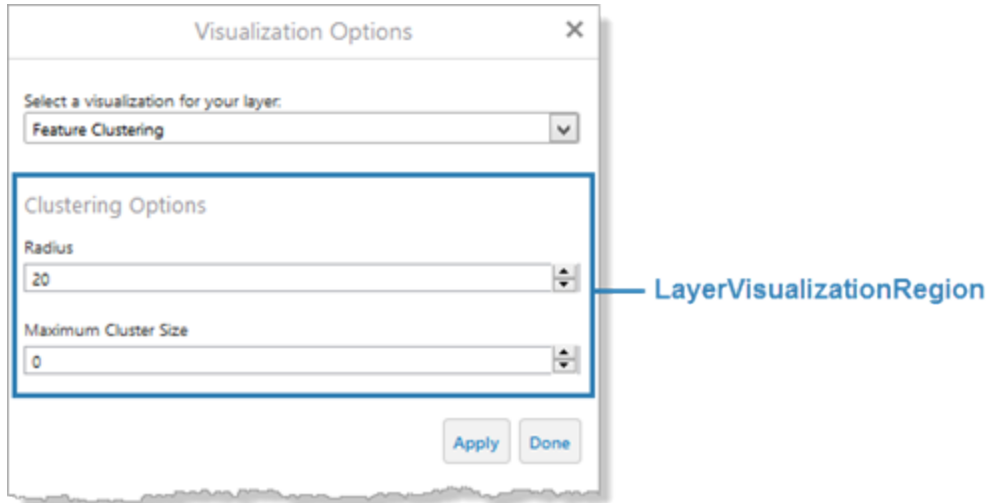 Visualization Options
Select a visualization for your layer:
Feature Clustering
Clustering Options
Radius
20
LayerVisualizationRegion
Maximum Cluster Size
0
Apply Done